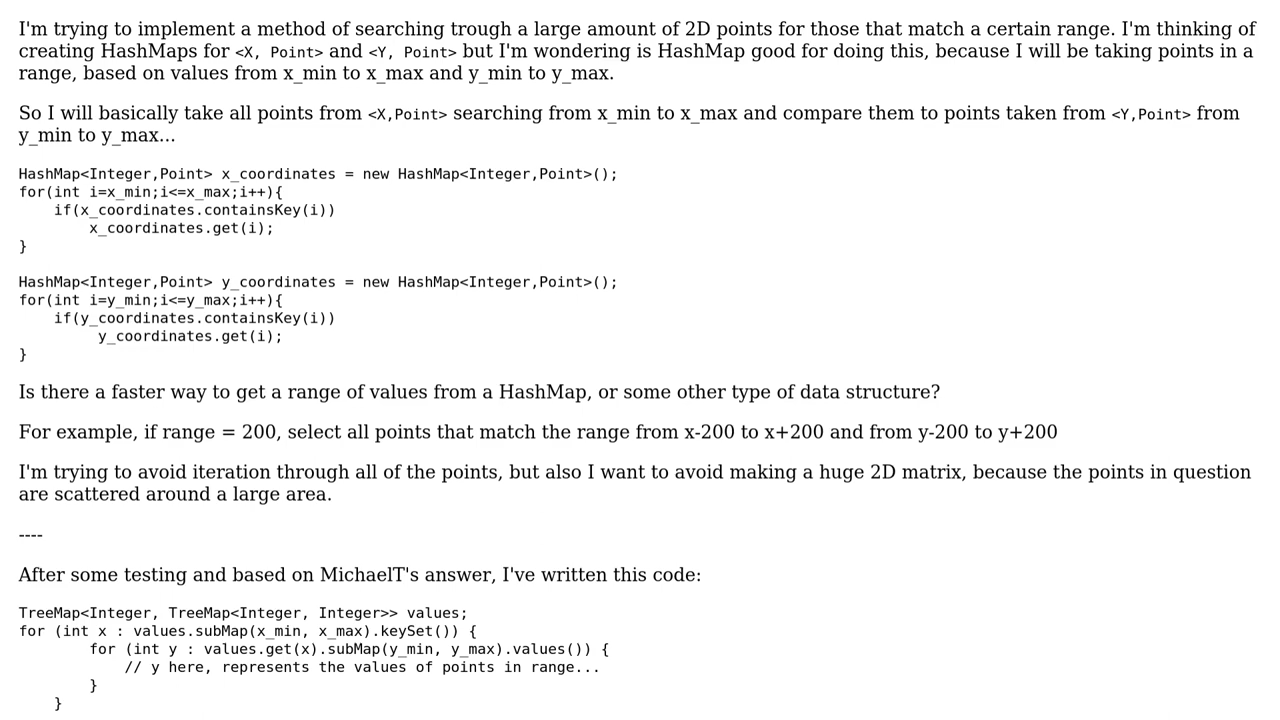 I'm trying to implement a method of searching trough a large amount of 2D points for those that match a certain range. I'm thinking of
creating HashMaps for <X, Point> and <Y, Point> but I'm wondering is HashMap good for doing this, because I will be taking points in a
range, based on values from x_min to x_max and y_min to y_max.
So I will basically take all points from <X,Point> searching from x_min to x_max and compare them to points taken from <Y,Point> from
y_min to y_max...
HashMap<Integer,Point> x_coordinates = new HashMap<Integer,Point>();
for(int i=x_min;i<=x_max;i++){
    if(x_coordinates.containsKey(i))
        x_coordinates.get(i);
}
HashMap<Integer,Point> y_coordinates = new HashMap<Integer,Point>();
for(int i=y_min;i<=y_max;i++){
    if(y_coordinates.containsKey(i))
         y_coordinates.get(i);
}
Is there a faster way to get a range of values from a HashMap, or some other type of data structure?
For example, if range = 200, select all points that match the range from x-200 to x+200 and from y-200 to y+200
I'm trying to avoid iteration through all of the points, but also I want to avoid making a huge 2D matrix, because the points in question
are scattered around a large area.
----
After some testing and based on MichaelT's answer, I've written this code:
TreeMap<Integer, TreeMap<Integer, Integer>> values;
for (int x : values.subMap(x_min, x_max).keySet()) {
        for (int y : values.get(x).subMap(y_min, y_max).values()) {
            // y here, represents the values of points in range...
        }
    }